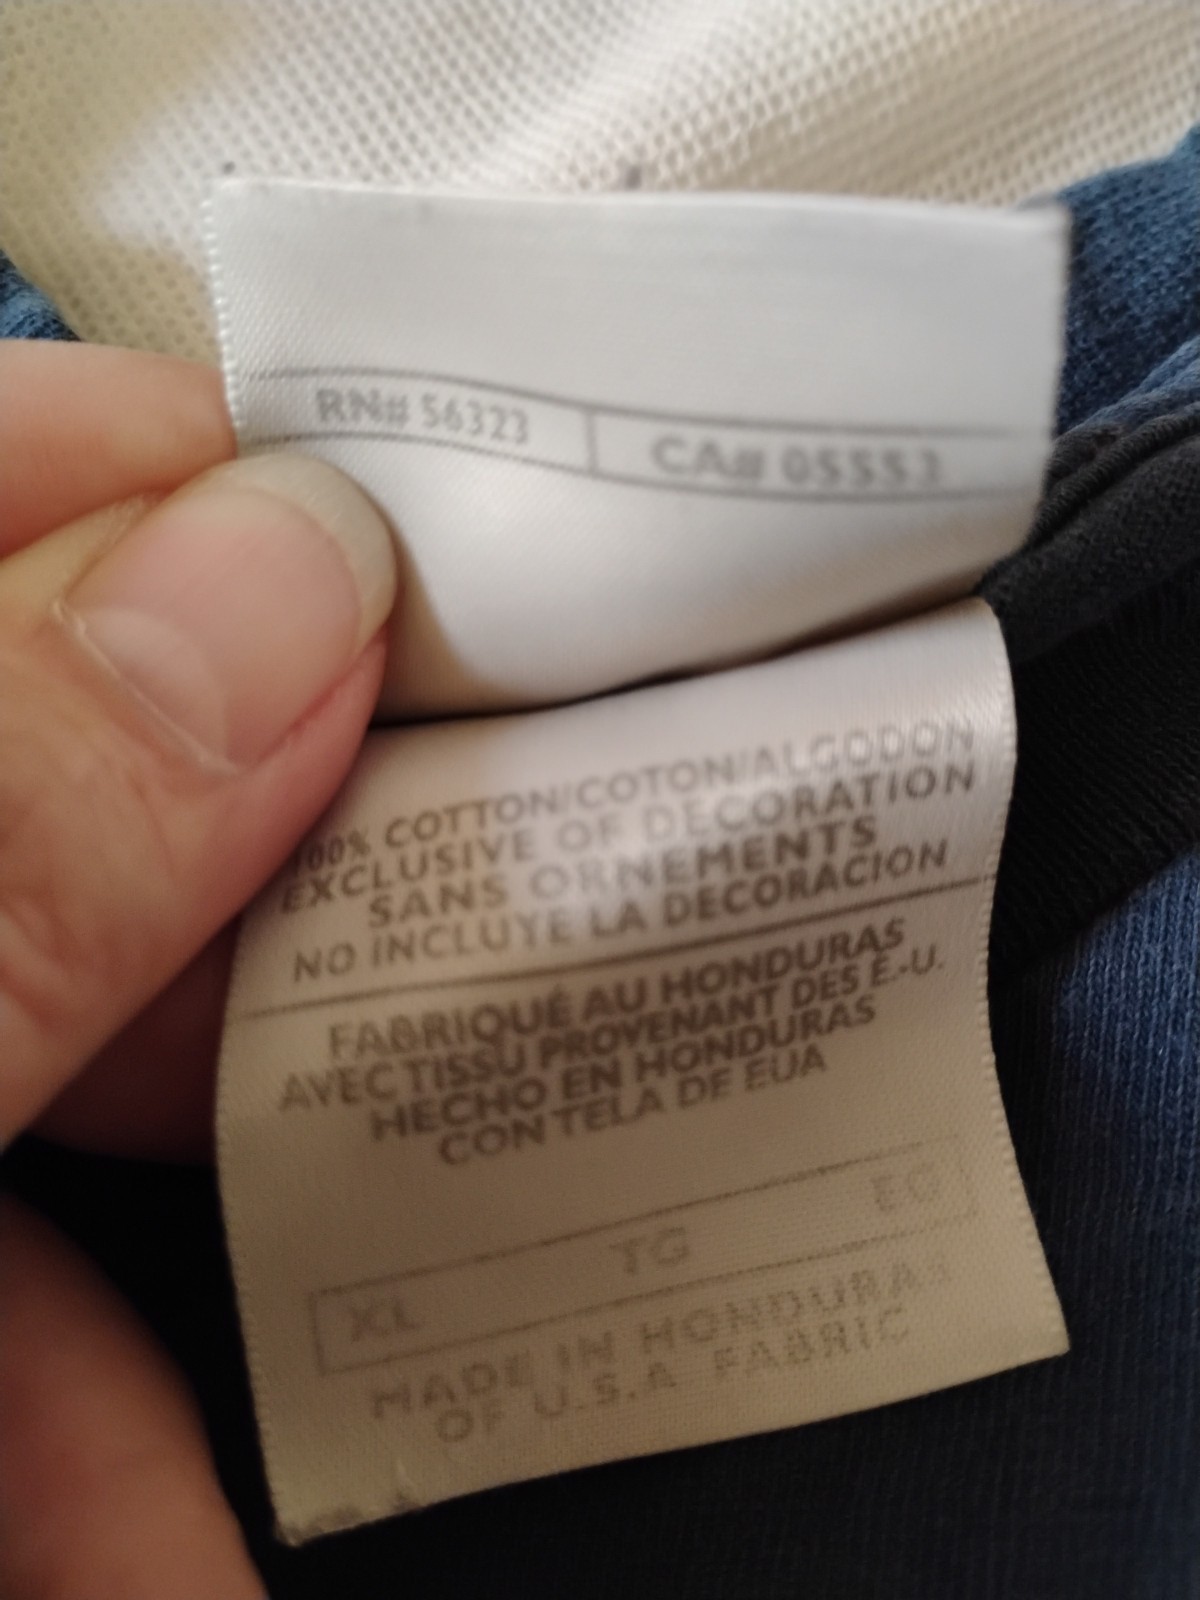 RN# 56323 CA# 05553
100% COTTON/COTON/ALGODON
EXCLUSIVE OF DECORATION
SANS ORNEMENTS
NO INCLUYE LA DECORACION
FABRIQUÉ AU HONDURAS
AVEC TISSU PROVENANT DES É.-U.
HECHO EN HONDURAS
CON TELA DE EUA
XL TG EG
MADE IN HONDURAS
OF U.S.A FABRIC